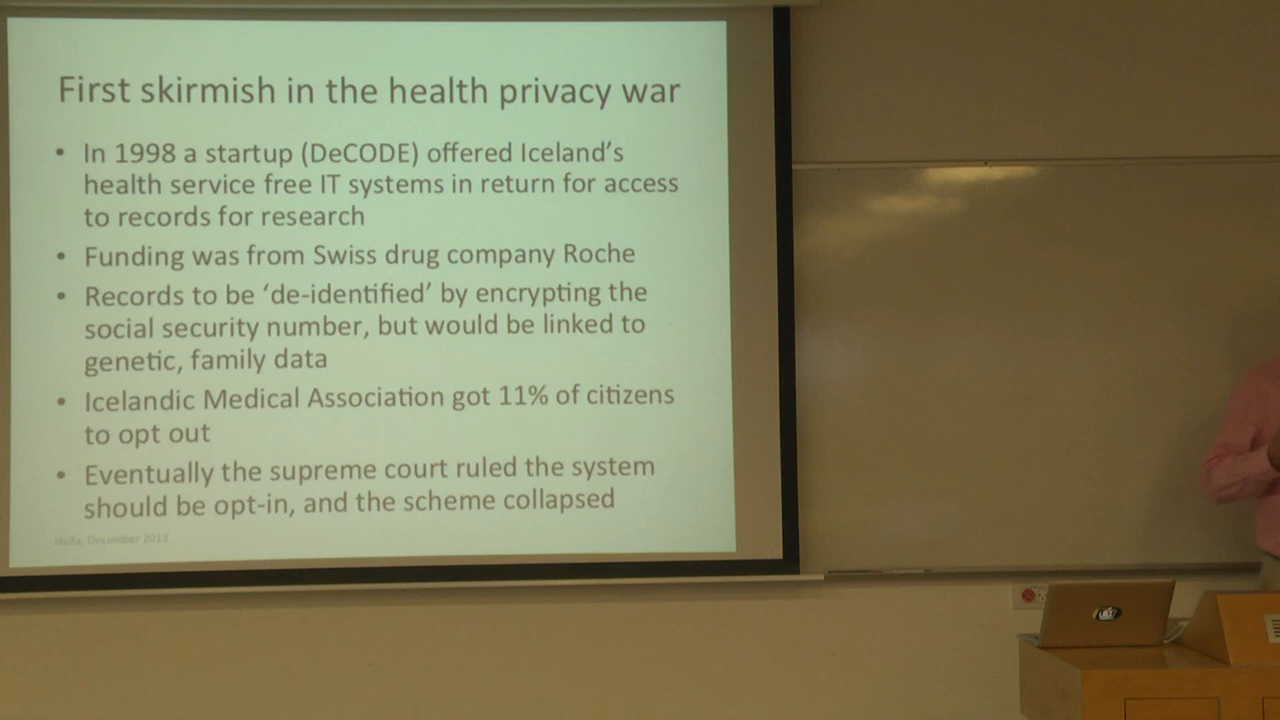 First skirmish in the health privacy war
• In 1998 a startup (DeCODE) offered Iceland's
health service free IT systems in return for access
to records for research
• Funding was from Swiss drug company Roche
• Records to be 'de-identified' by encrypting the
social security number, but would be linked to
genetic, family data
• Icelandic Medical Association got 11% of citizens
to opt out
• Eventually the supreme court ruled the system
should be opt-in, and the scheme collapsed
Haifa, December 2013